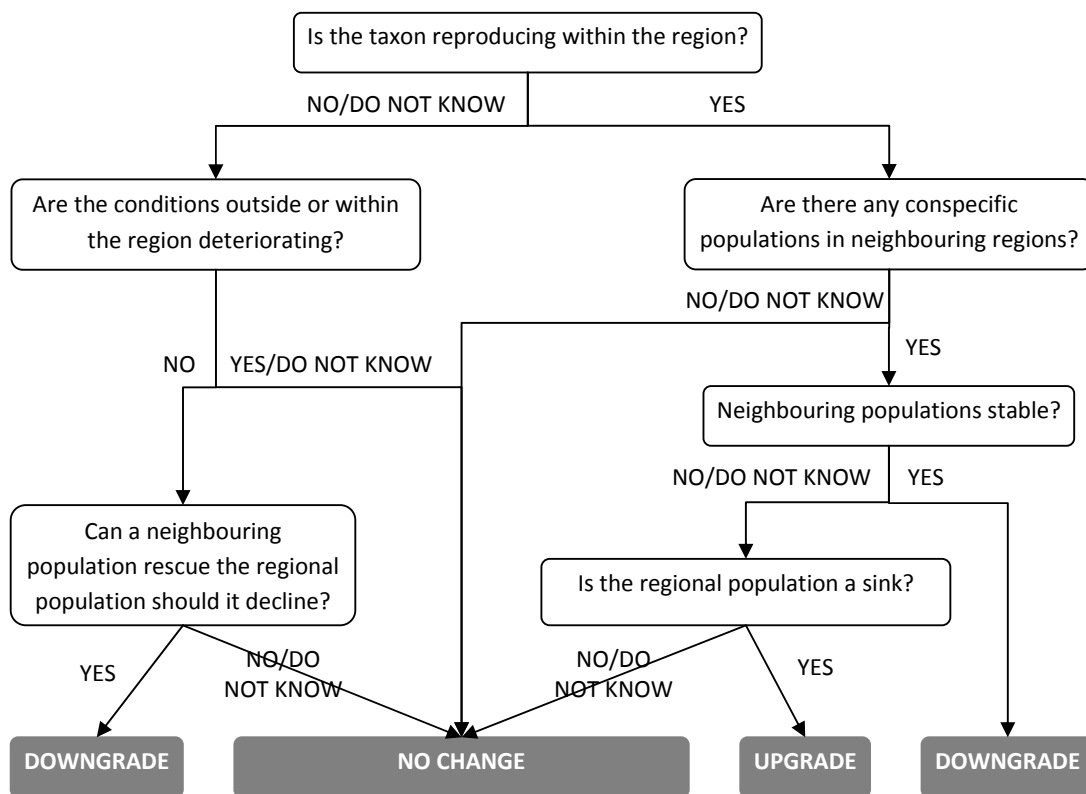 Is the taxon reproducing within the region?
NO/DO NOT KNOW
YES
Are the conditions outside or within
the region deteriorating?
Are there any conspecific
populations in neighbouring regions?
NO/DO NOT KNOW
NO
YES/DO NOT KNOW
YES
Neighbouring populations stable?
NO/DO NOT KNOW
YES
Can a neighbouring
population rescue the regional
population should it decline?
Is the regional population a sink?
YES
NO/DO
NOT KNOW
NO/DO
NOT KNOW
YES
DOWNGRADE
NO CHANGE
UPGRADE
DOWNGRADE